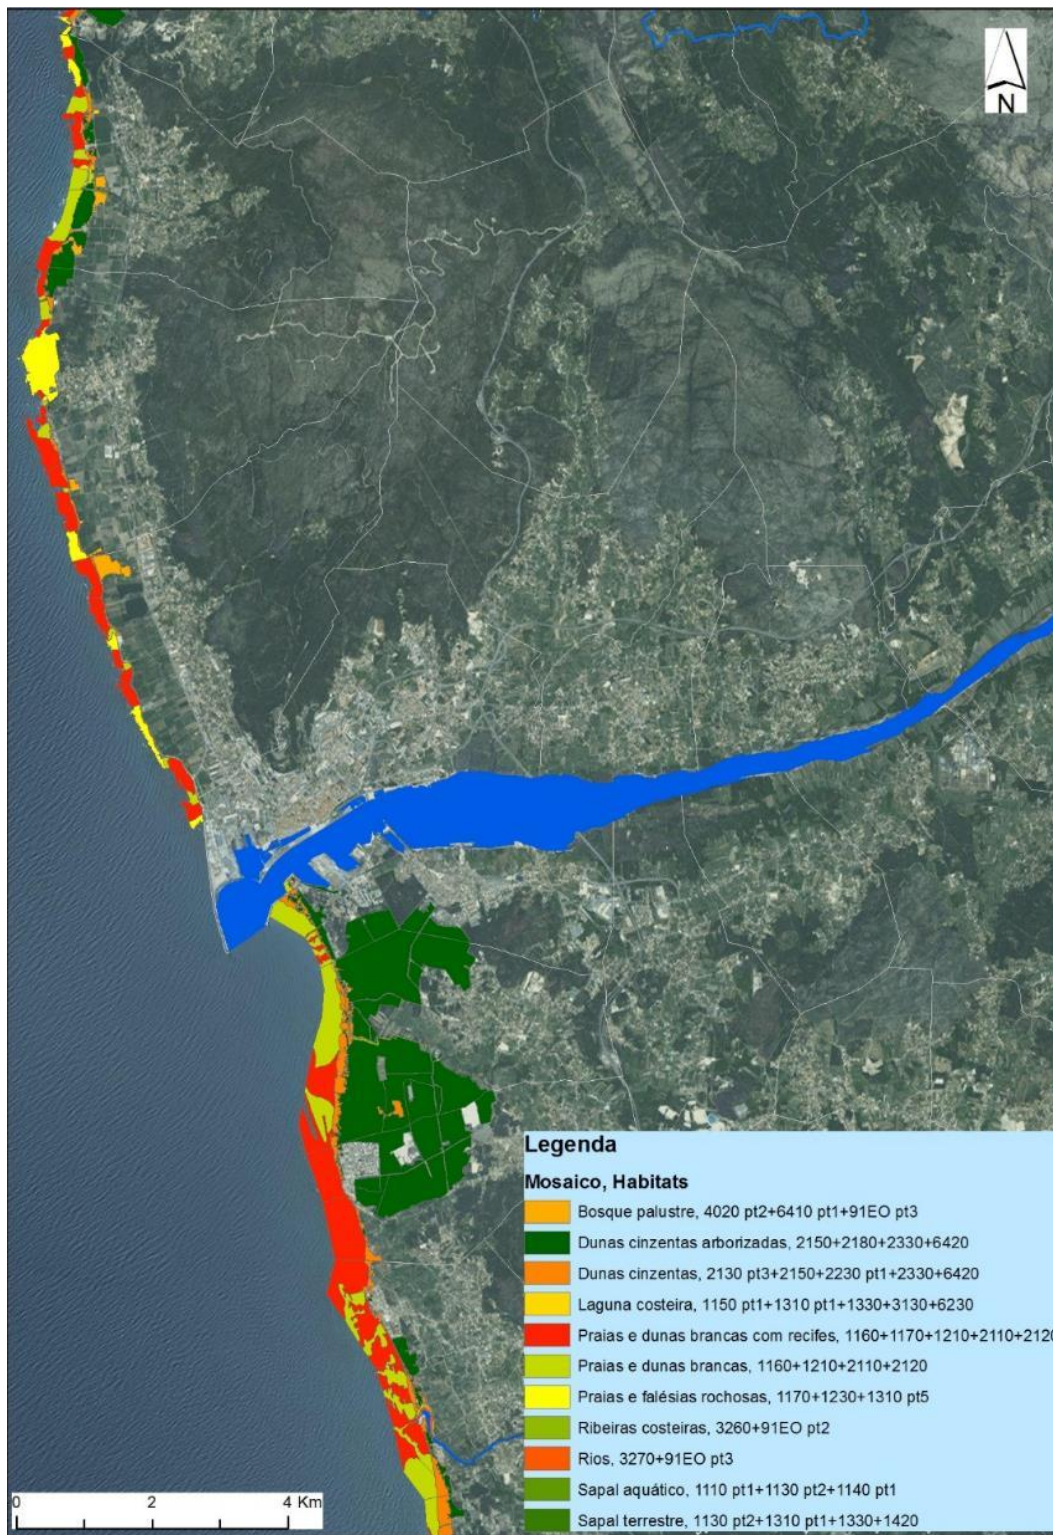 N
Legenda
Mosaico, Habitats
Bosque palustre, 4020 pt2+6410 pt1+91EO pt3
Dunas cinzentas arborizadas, 2150+2180+2330+6420
Dunas cinzentas, 2130 pt3+2150+2230 pt1+2330+6420
Laguna costeira, 1150 pt1+1310 pt1+1330+3130+6230
Praias e dunas brancas com recifes, 1160+1170+1210+2110+2120
Praias e dunas brancas, 1160+1210+2110+2120
Praias e falésias rochosas, 1170+1230+1310 pt5
Ribeiras costeiras, 3260+91EO pt2
Rios, 3270+91EO pt3
Sapal aquático, 1110 pt1+1130 pt2+1140 pt1
Sapal terrestre, 1130 pt2+1310 pt1+1330+1420
0 2 4 Km